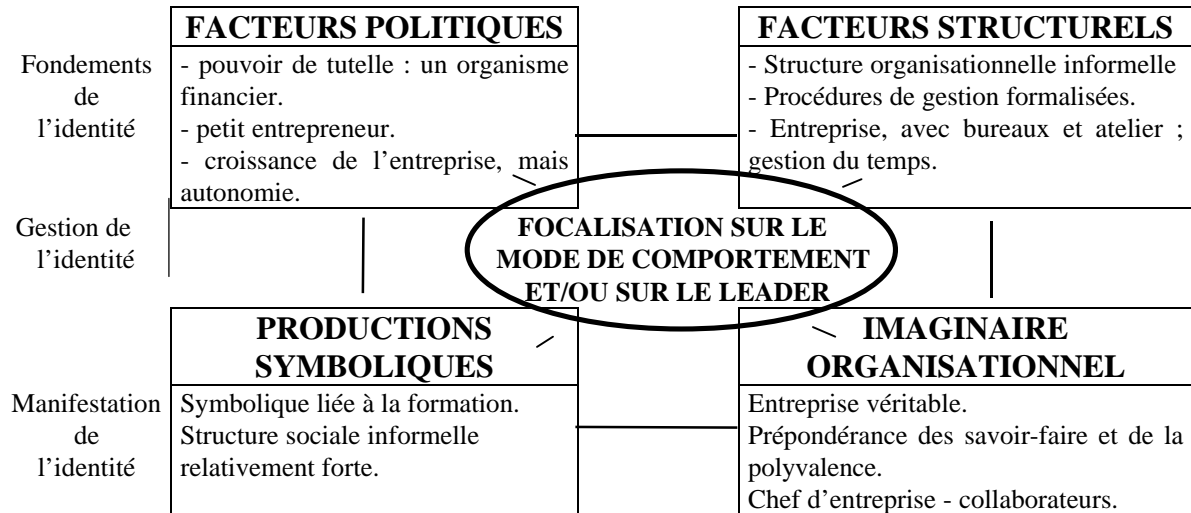 FACTEURS POLITIQUES
- pouvoir de tutelle : un organisme
financier.
- petit entrepreneur.
- croissance de l'entreprise, mais
autonomie.
FACTEURS STRUCTURELS
- Structure organisationnelle informelle
- Procédures de gestion formalisées.
- Entreprise, avec bureaux et atelier ;
gestion du temps.
Fondements
de
l'identité
Gestion de
l'identité
FOCALISATION SUR LE
MODE DE COMPORTEMENT
ET/OU SUR LE LEADER
PRODUCTIONS
SYMBOLIQUES
Symbolique liée à la formation.
Structure sociale informelle
relativement forte.
IMAGINAIRE
ORGANISATIONNEL
Entreprise véritable.
Prépondérance des savoir-faire et de la
polyvalence.
Chef d'entreprise - collaborateurs.
Manifestation
de
l'identité